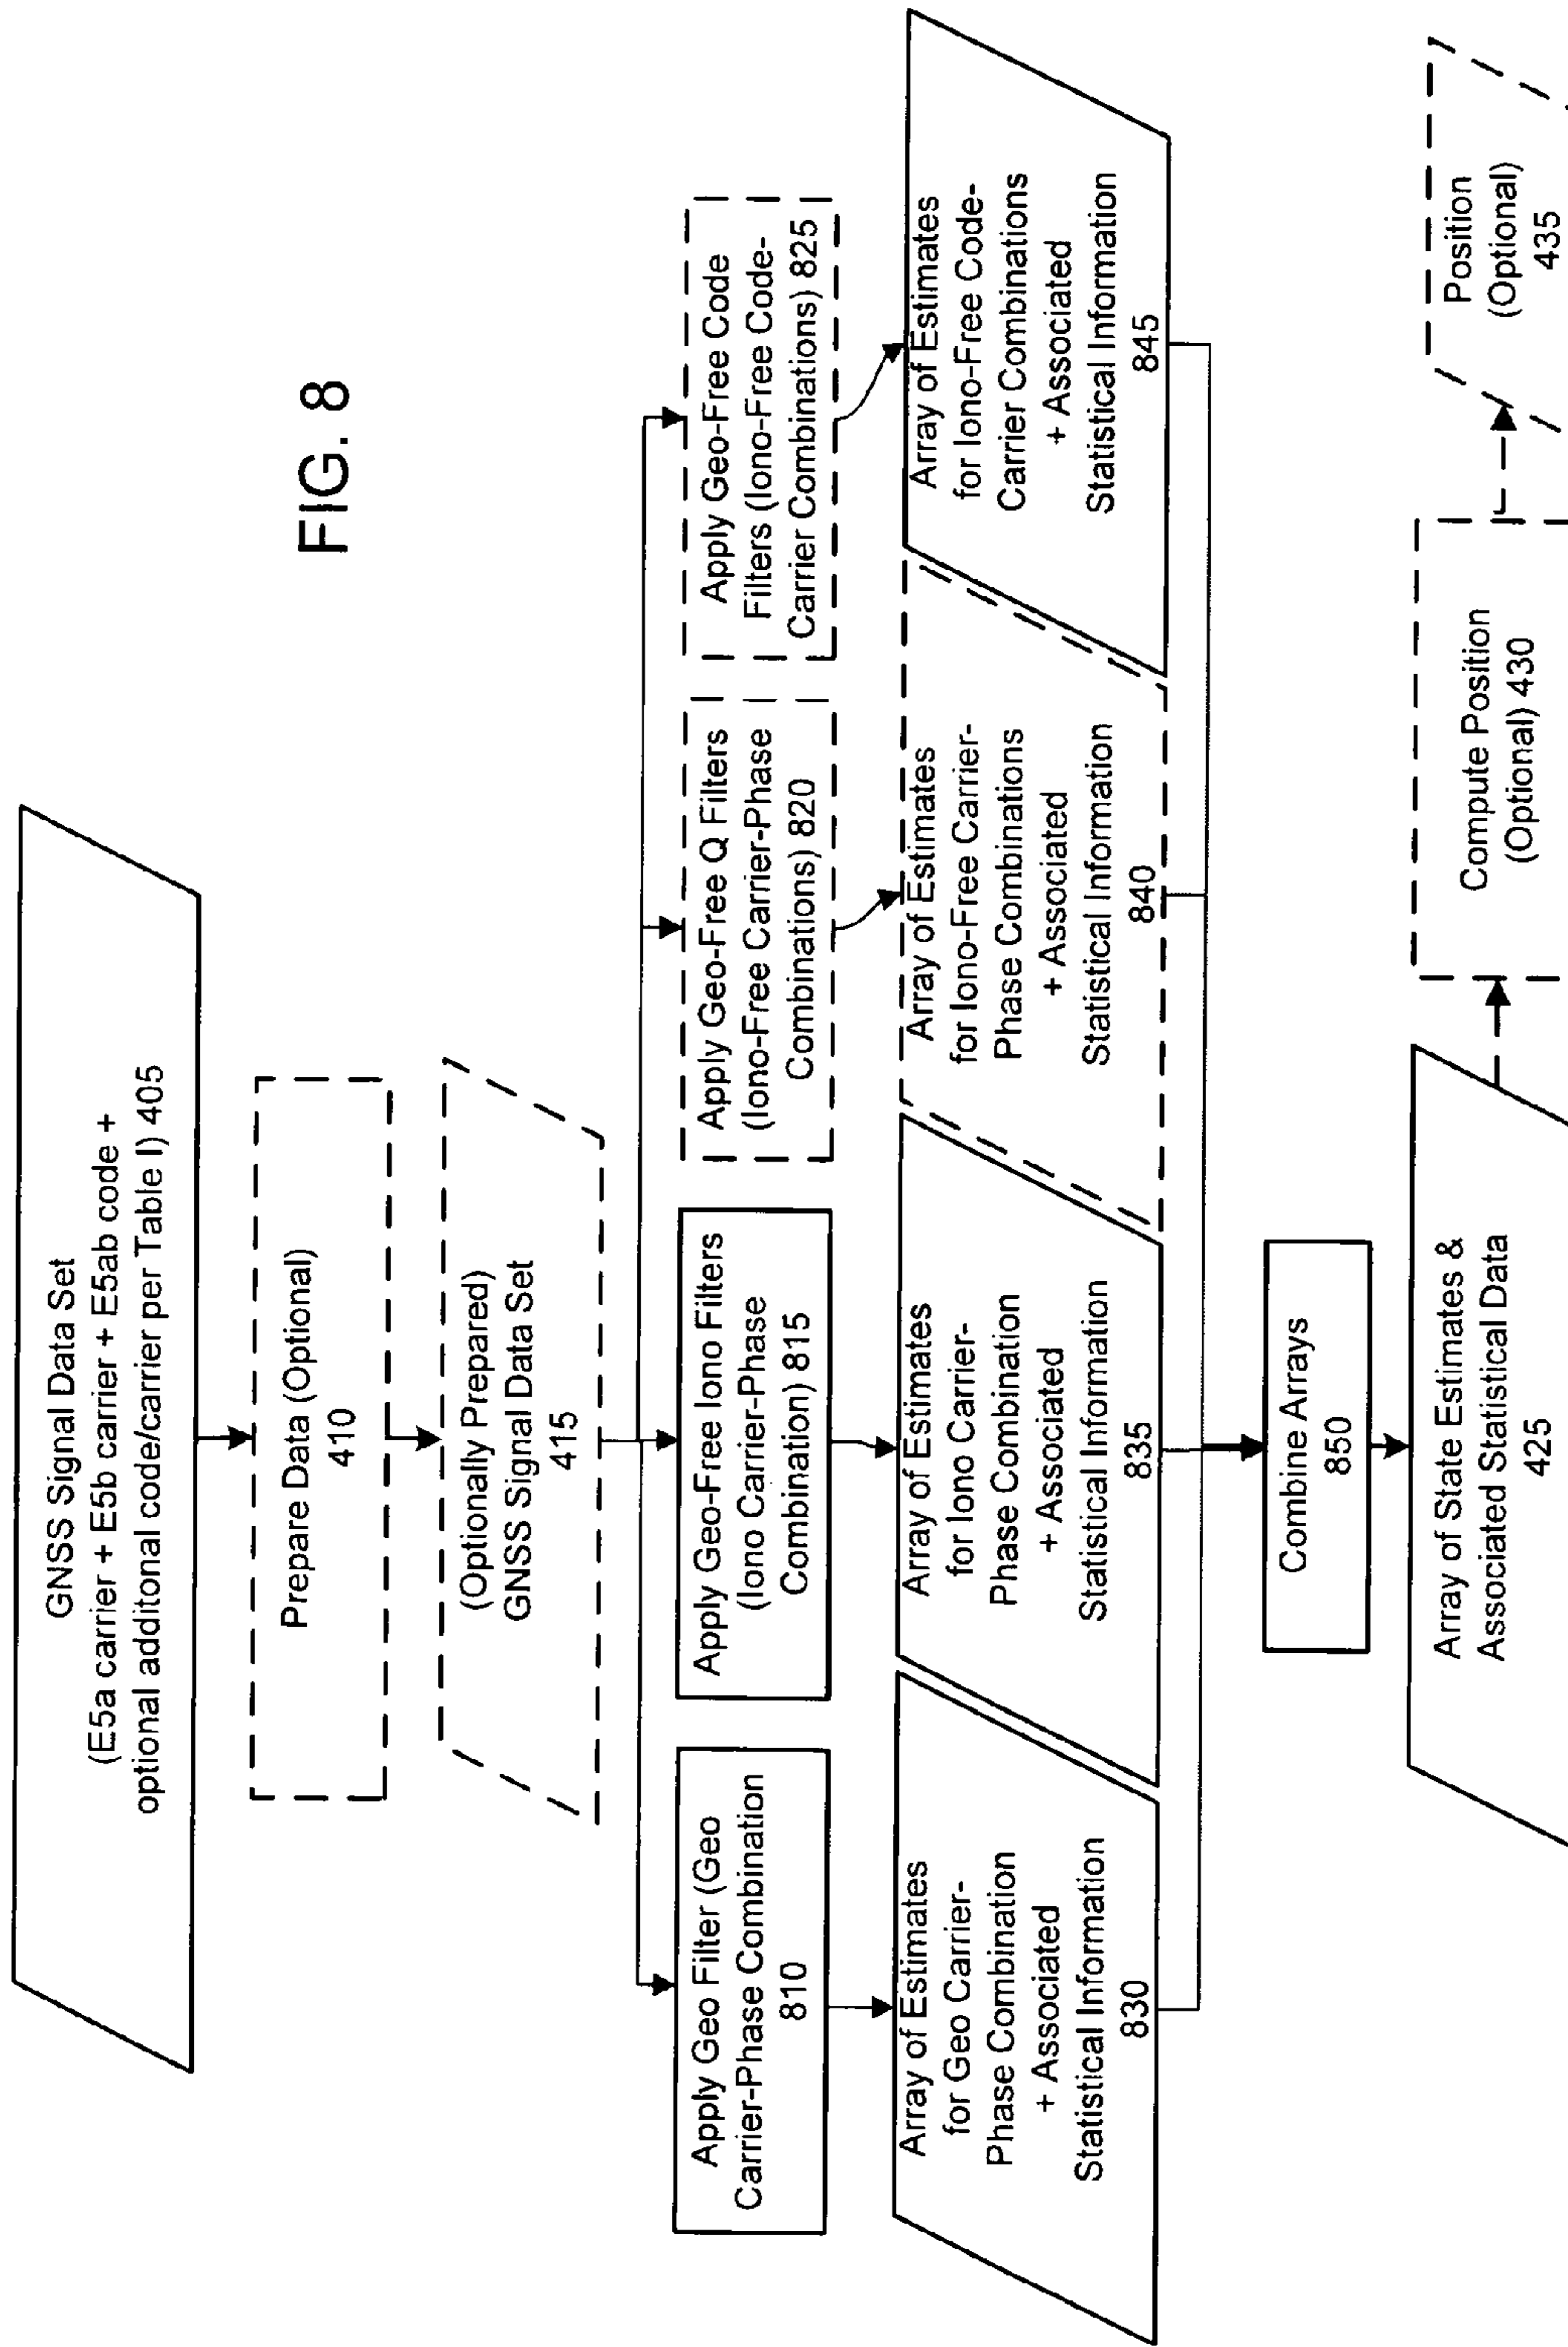 FIG. 8
GNSS Signal Data Set
(E5a carrier + E5b carrier + E5ab code +
optional additonal code/carrier per Table I) 405
Prepare Data (Optional)
410
(Optionally Prepared)
GNSS Signal Data Set
415
Apply Geo Filter (Geo
Carrier-Phase Combination
810
Apply Geo-Free Iono Filters
(Iono Carrier-Phase
Combination) 815
Apply Geo-Free Q Filters
(Iono-Free Carrier-Phase
Combinations) 820
Apply Geo-Free Code
Filters (Iono-Free Code-
Carrier Combinations) 825
Array of Estimates
for Geo Carrier-
Phase Combination
+ Associated
Statistical Information
830
Array of Estimates
for Iono Carrier-
Phase Combination
+ Associated
Statistical Information
835
Array of Estimates
for Iono-Free Carrier-
Phase Combinations
+ Associated
Statistical Information
840
Array of Estimates
for Iono-Free Code-
Carrier Combinations
+ Associated
Statistical Information
845
Combine Arrays
850
Array of State Estimates &
Associated Statistical Data
425
Compute Position
(Optional) 430
Position
(Optional)
435